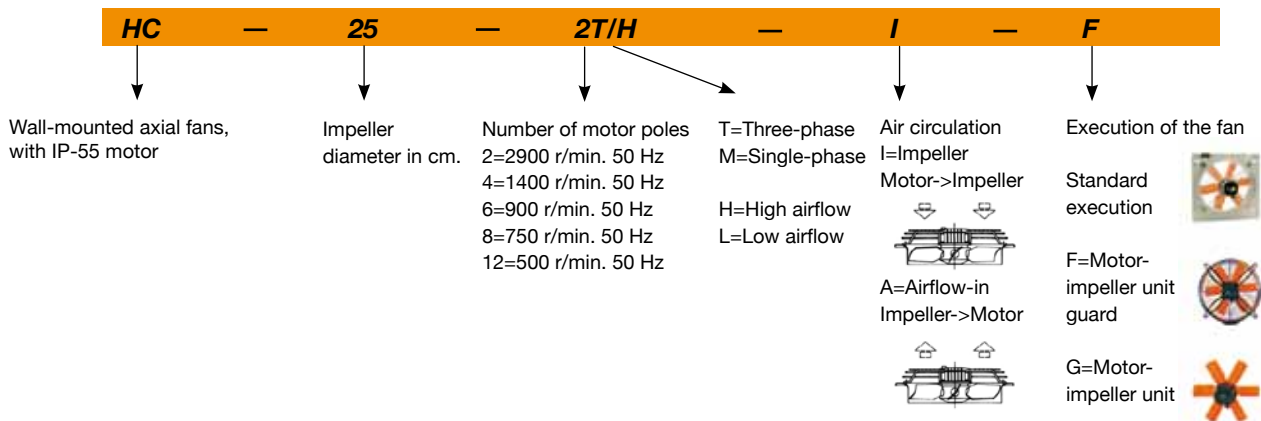 HC — 25 — 2T/H — I — F
Wall-mounted axial fans,
with IP-55 motor
Impeller
diameter in cm.
Number of motor poles
2=2900 r/min. 50 Hz
4=1400 r/min. 50 Hz
6=900 r/min. 50 Hz
8=750 r/min. 50 Hz
12=500 r/min. 50 Hz
T=Three-phase
M=Single-phase
H=High airflow
L=Low airflow
Air circulation
I=Impeller
Motor->Impeller
A=Airflow-in
Impeller->Motor
Execution of the fan
Standard
execution
F=Motor-
impeller unit
guard
G=Motor-
impeller unit